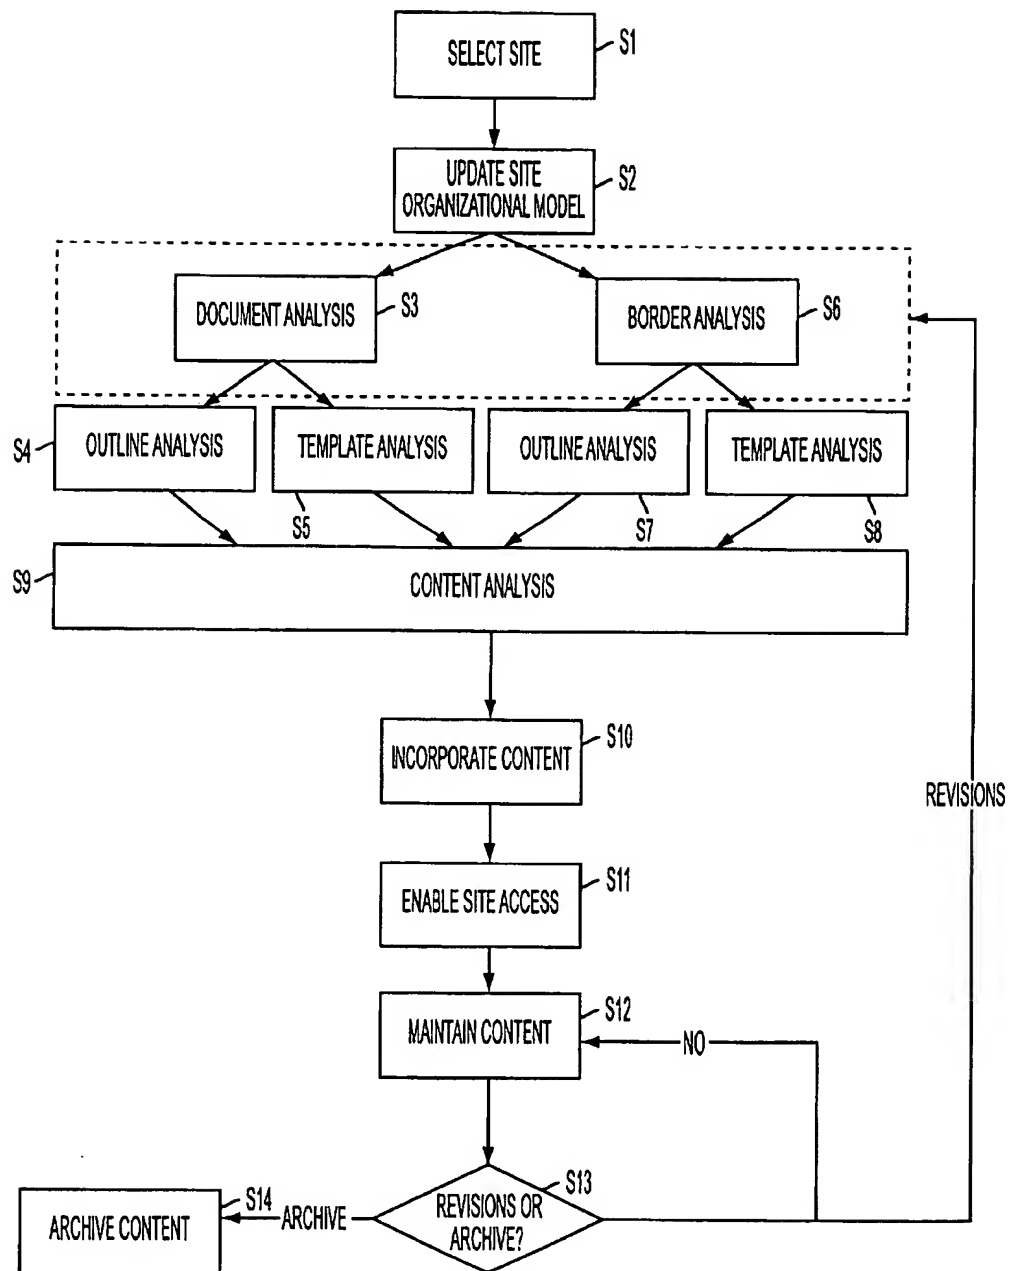 SELECT SITE
S1
UPDATE SITE
ORGANIZATIONAL MODEL
S2
DOCUMENT ANALYSIS
S3
BORDER ANALYSIS
S6
S4
OUTLINE ANALYSIS
TEMPLATE ANALYSIS
OUTLINE ANALYSIS
TEMPLATE ANALYSIS
S5
S7
S8
S9
CONTENT ANALYSIS
INCORPORATE CONTENT
S10
REVISIONS
ENABLE SITE ACCESS
S11
MAINTAIN CONTENT
S12
NO
REVISIONS OR
ARCHIVE?
S13
ARCHIVE
S14
ARCHIVE CONTENT